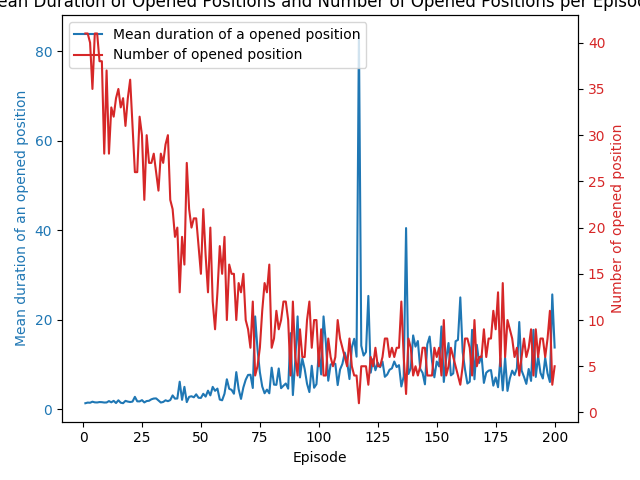 ean Duration of Opened Positions and Number of Opened Positions per Episod
Mean duration of a opened position
Number of opened position
Mean duration of an opened position
0
20
40
60
80
Number of opened position
0
5
10
15
20
25
30
35
40
0 25 50 75 100 125 150 175 200
Episode